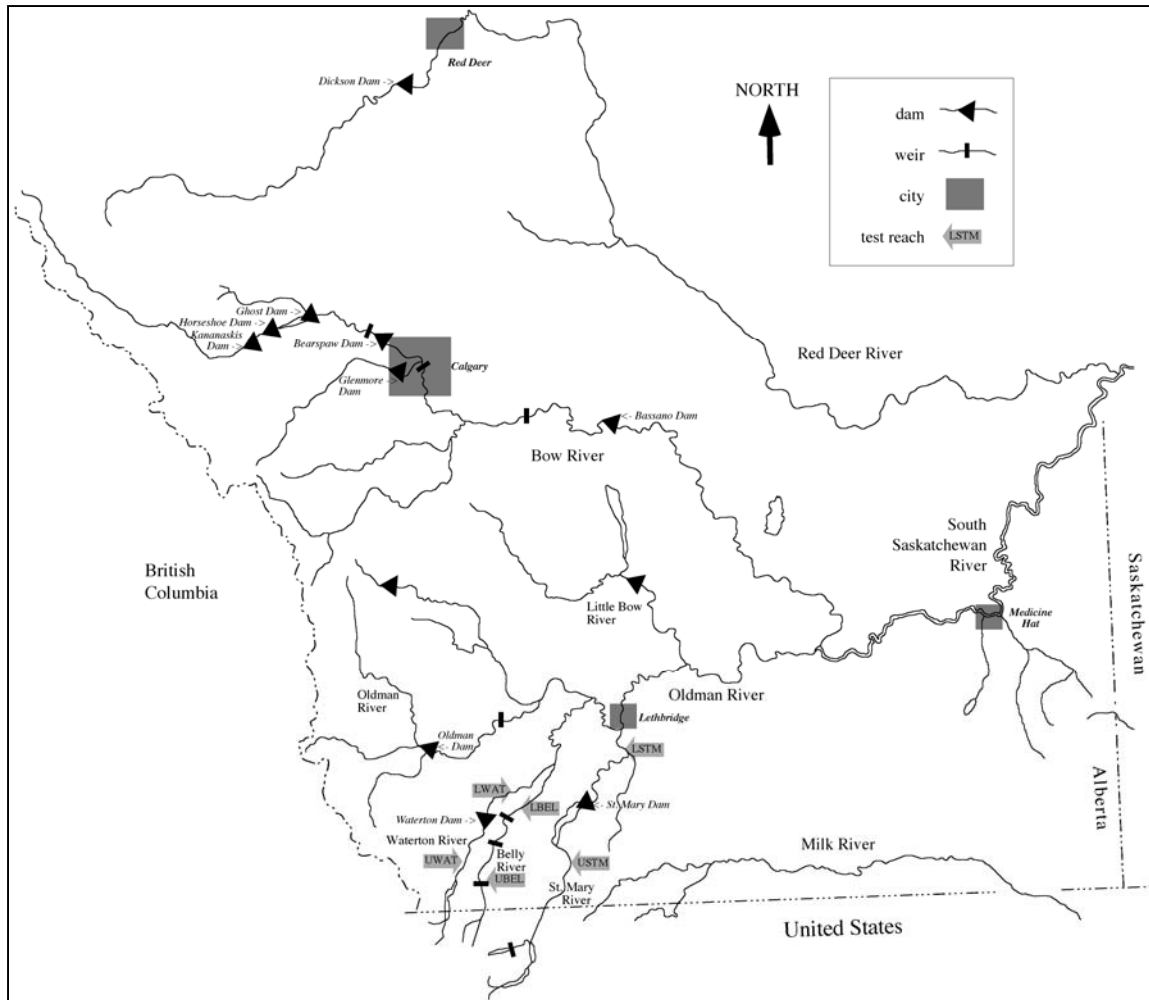 Red Deer
Dickson Dam ->
NORTH
dam
weir
city
test reach
LSTM
Ghost Dam ->
Horseshoe Dam ->
Kananaskis
Dam ->
Bearspaw Dam ->
Calgary
Glenmore ->
Dam
Red Deer River
<- Bassano Dam
Bow River
South
Saskatchewan
River
British
Columbia
Saskatchewan
Little Bow
River
Medicine
Hat
Oldman
River
Oldman River
Lethbridge
Oldman
<- Dam
LSTM
Alberta
LWAT
LBEL
<- St. Mary Dam
Waterton Dam ->
Waterton River
Milk River
UWAT
Belly
River
USTM
UBEL
St. Mary
River
United States